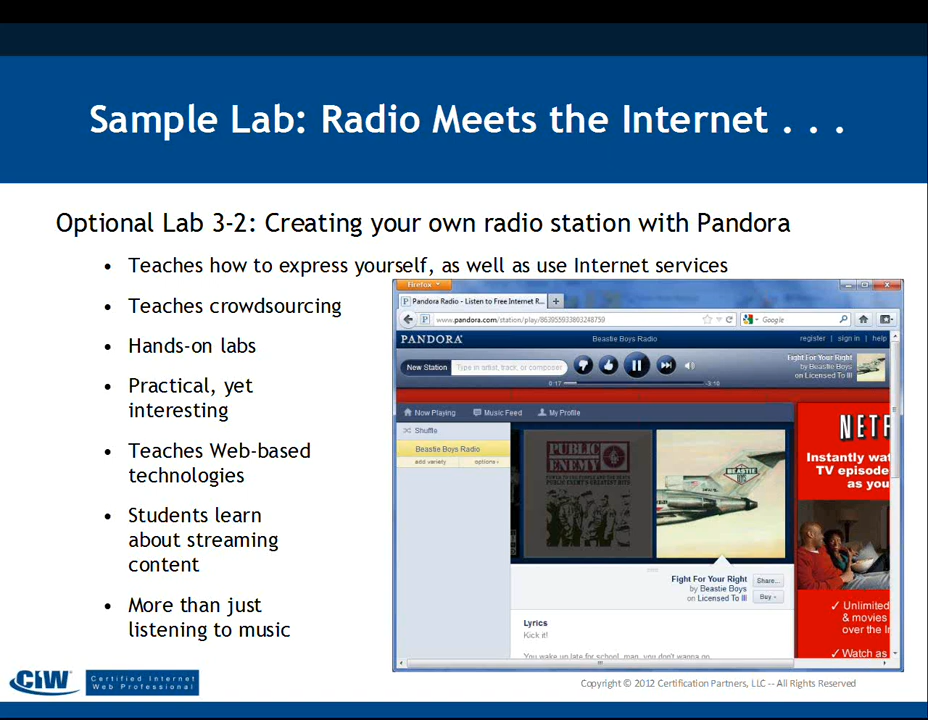 Sample Lab: Radio Meets the Internet . . .
Optional Lab 3-2: Creating your own radio station with Pandora
• Teaches how to express yourself, as well as use Internet services
• Teaches crowdsourcing
• Hands-on labs
• Practical, yet
interesting
• Teaches Web-based
technologies
• Students learn
about streaming
content
• More than just
listening to music
Firefox
Pandora Radio - Listen to Free Internet R...
www.pandora.com/station/play/863955933803248759
Google
PANDORA
Beastie Boys Radio
register | sign in | help
New Station
Type in artist, track, or composer
0:17
-3:10
Fight For Your Right
by Beastie Boys
on Licensed To Ill
Now Playing
Music Feed
My Profile
Shuffle
Beastie Boys Radio
add variety
options
PUBLIC
ENEMY
BEASTIE
BOYS
NETF
Instantly wat
TV episode
as you
Fight For Your Right
by Beastie Boys
on Licensed To Ill
Share...
Buy
Lyrics
Kick it!
You wake up late for school, man, you don't wanna go
✓ Unlimited
& movies
over the In
✓ Watch as
CIW
Certified Internet
Web Professional
Copyright © 2012 Certification Partners, LLC -- All Rights Reserved